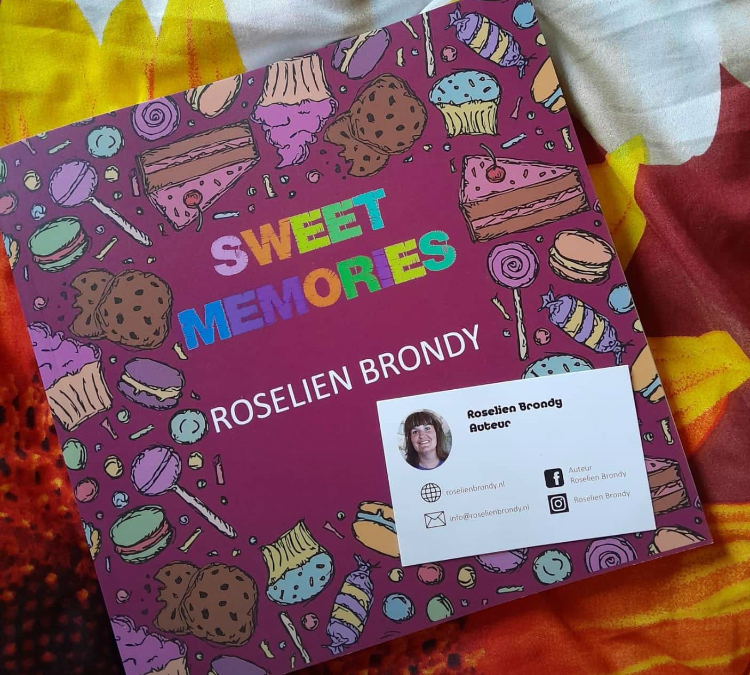 SWEET
MEMORIES
ROSELIEN BRONDY
Roselien Brondy
Auteur
roselienbrondy.nl
info@roselienbrondy.nl
Auteur
Roselien Brondy
Roselien Brondy